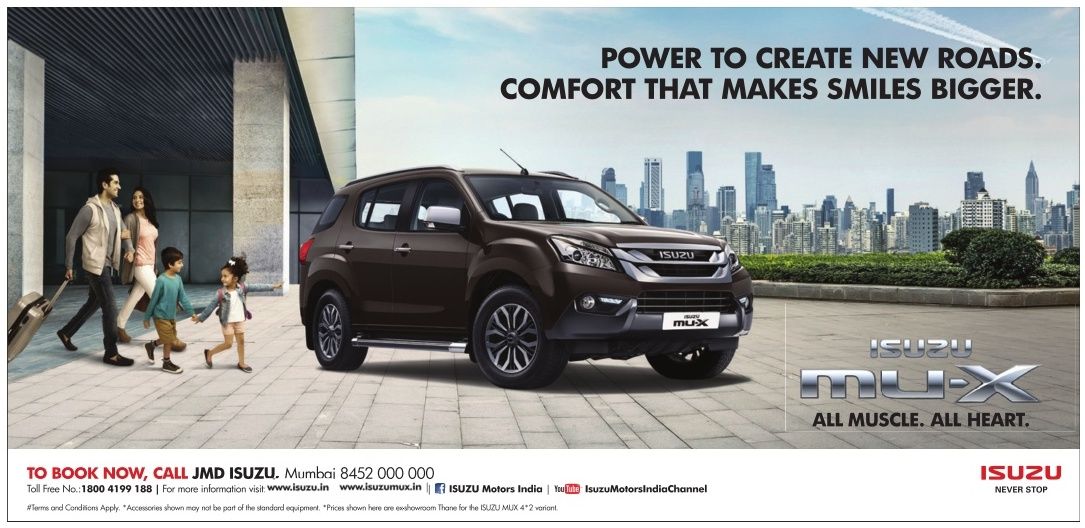 POWER TO CREATE NEW ROADS.
COMFORT THAT MAKES SMILES BIGGER.
ISUZU
ISUZU
MU-X
ISUZU
MU-X
ALL MUSCLE. ALL HEART.
TO BOOK NOW, CALL JMD ISUZU. Mumbai 8452 000 000
Toll Free No.:1800 4199 188 | For more information visit: www.isuzu.in www.isuzumux.in || f ISUZU Motors India | YouTube IsuzuMotorsIndiaChannel
#Terms and Conditions Apply. *Accessories shown may not be part of the standard equipment. *Prices shown here are ex-showroom Thane for the ISUZU MUX 4*2 variant.
ISUZU
NEVER STOP